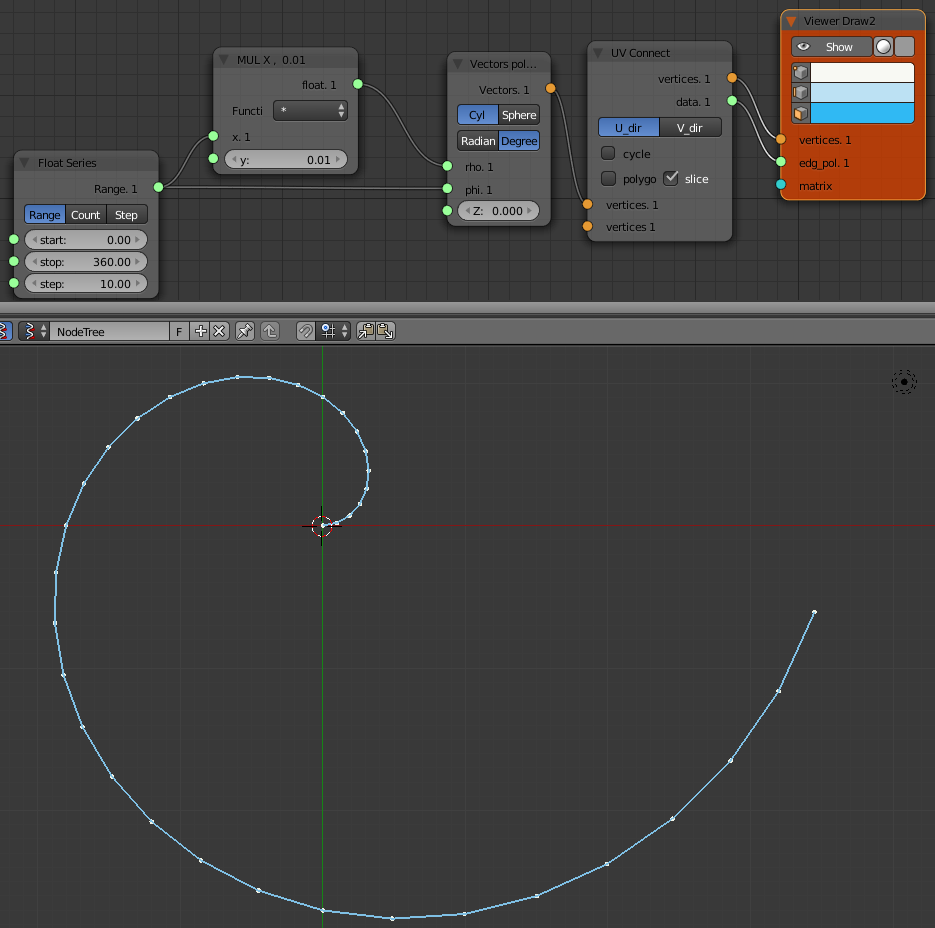 Float Series
Range. 1
Range Count Step
start: 0.00
stop: 360.00
step: 10.00
MUL X , 0.01
float. 1
Functi *
x. 1
y: 0.01
Vectors pol...
Vectors. 1
Cyl Sphere
Radian Degree
rho. 1
phi. 1
Z: 0.000
UV Connect
vertices. 1
data. 1
U_dir V_dir
cycle
polygo slice
vertices. 1
vertices 1
Viewer Draw2
Show
vertices. 1
edg_pol. 1
matrix
NodeTree F